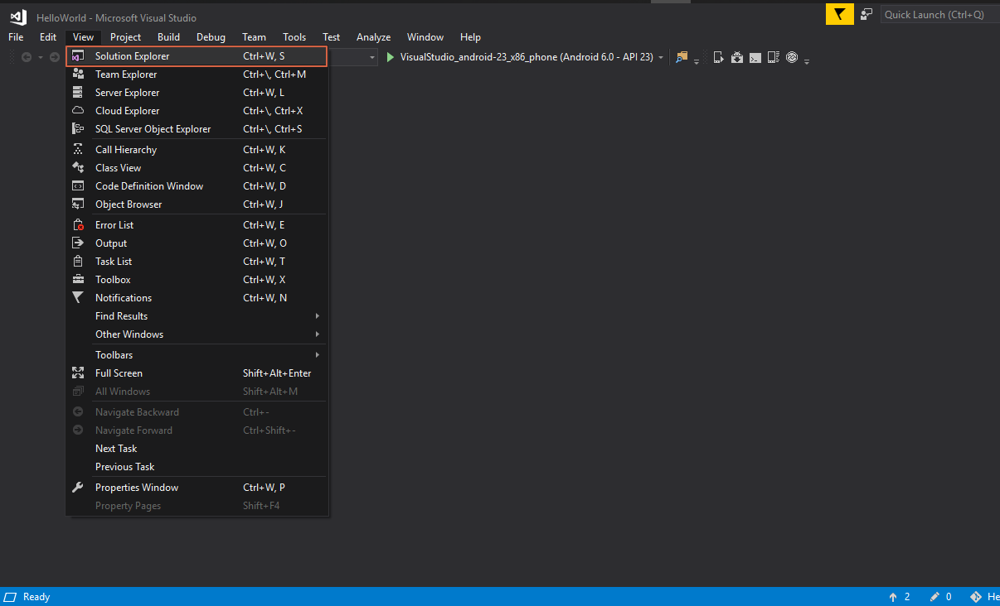 HelloWorld - Microsoft Visual Studio
Quick Launch (Ctrl+Q)
File Edit View Project Build Debug Team Tools Test Analyze Window Help
VisualStudio_android-23_x86_phone (Android 6.0 - API 23)
Solution Explorer Ctrl+W, S
Team Explorer Ctrl+\, Ctrl+M
Server Explorer Ctrl+W, L
Cloud Explorer Ctrl+\, Ctrl+X
SQL Server Object Explorer Ctrl+\, Ctrl+S
Call Hierarchy Ctrl+W, K
Class View Ctrl+W, C
Code Definition Window Ctrl+W, D
Object Browser Ctrl+W, J
Error List Ctrl+W, E
Output Ctrl+W, O
Task List Ctrl+W, T
Toolbox Ctrl+W, X
Notifications Ctrl+W, N
Find Results
Other Windows
Toolbars
Full Screen Shift+Alt+Enter
All Windows Shift+Alt+M
Navigate Backward Ctrl+-
Navigate Forward Ctrl+Shift+-
Next Task
Previous Task
Properties Window Ctrl+W, P
Property Pages Shift+F4
Ready 2 0 He